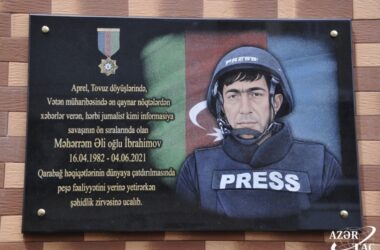 PRESS
Aprel, Tovuz döyüşlərində,
Vətən müharibəsində ən qaynar nöqtələrdən
xəbərlər verən, hərbi jurnalist kimi informasiya
savaşının ön sıralarında olan
Məhərrəm Əli oğlu İbrahimov
16.04.1982 - 04.06.2021
Qarabağ həqiqətlərinin dünyaya çatdırılmasında
peşə fəaliyyətini yerinə yetirərkən
şəhidlik zirvəsinə ucalıb.
PRESS
AZƏR
TAC